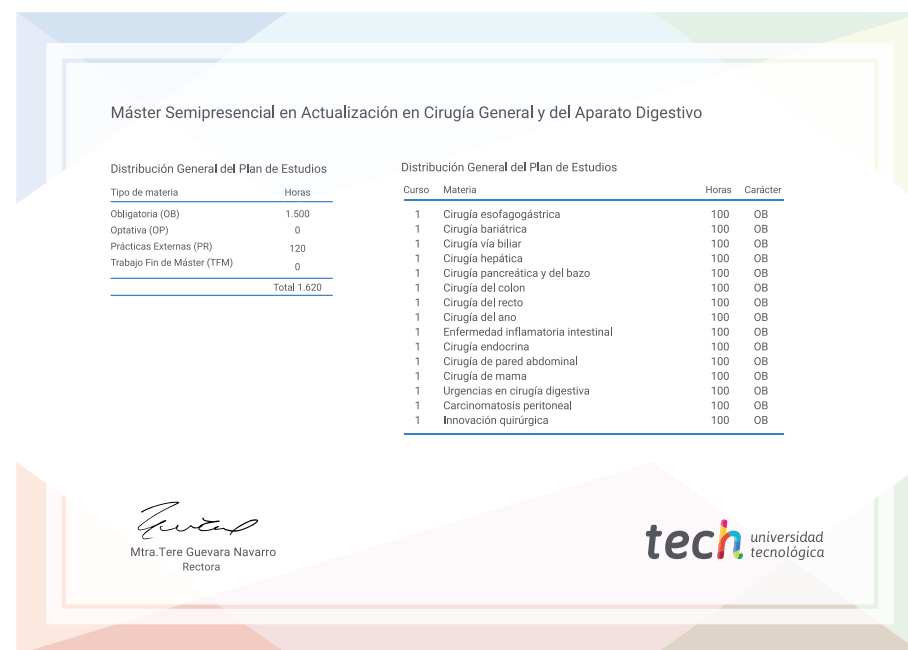 Máster Semipresencial en Actualización en Cirugía General y del Aparato Digestivo
Distribución General del Plan de Estudios
Tipo de materia Horas
Obligatoria (OB) 1.500
Optativa (OP) 0
Prácticas Externas (PR) 120
Trabajo Fin de Máster (TFM) 0
Total 1.620
Distribución General del Plan de Estudios
Curso Materia Horas Carácter
1 Cirugía esofagogástrica 100 OB
1 Cirugía bariátrica 100 OB
1 Cirugía vía biliar 100 OB
1 Cirugía hepática 100 OB
1 Cirugía pancreática y del bazo 100 OB
1 Cirugía del colon 100 OB
1 Cirugía del recto 100 OB
1 Cirugía del ano 100 OB
1 Enfermedad inflamatoria intestinal 100 OB
1 Cirugía endocrina 100 OB
1 Cirugía de pared abdominal 100 OB
1 Cirugía de mama 100 OB
1 Urgencias en cirugía digestiva 100 OB
1 Carcinomatosis peritoneal 100 OB
1 Innovación quirúrgica 100 OB
Mtra.Tere Guevara Navarro
Rectora
tech universidad
tecnológica